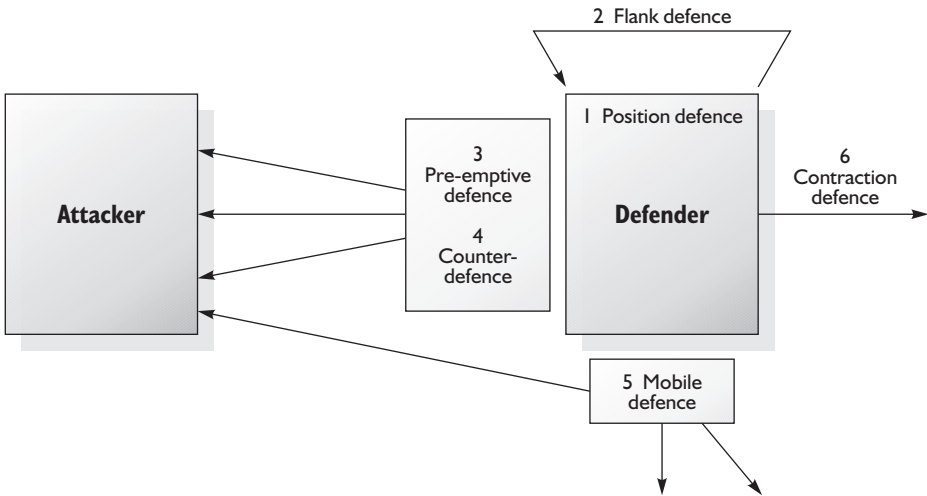 2 Flank defence
1 Position defence
3
Pre-emptive
defence
4
Counter-
defence
Attacker
Defender
6
Contraction
defence
5 Mobile
defence